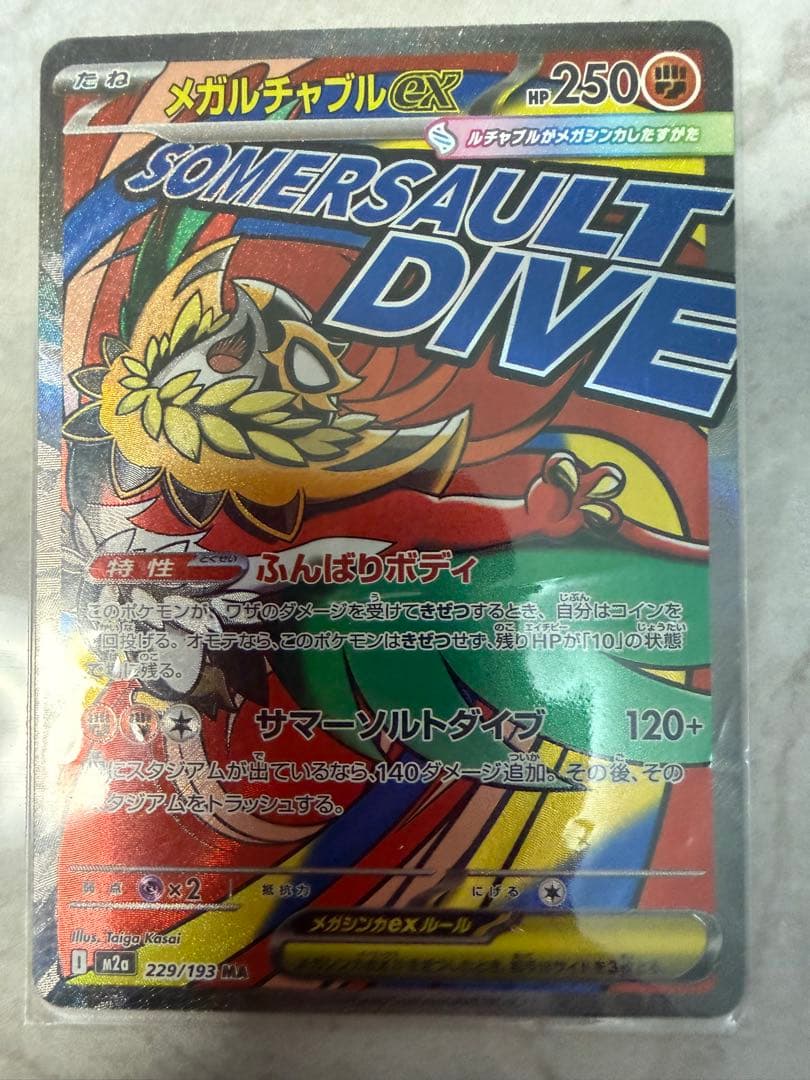 たね
メガルチャブルex
HP250
ルチャブルがメガシンカしたすがた
SOMERSAULT
DIVE
特性 とくせい ふんばりボディ
このポケモンが、ワザのダメージを受けてきぜつするとき、自分はコインを
回投げる。オモテなら、このポケモンはきぜつせず、残りHPが「10」の状態
残る。
サマーソルトダイブ 120+
にスタジアムが出ているなら、140ダメージ追加。その後、その
スタジアムをトラッシュする。
弱点 ×2 抵抗力 にげる
メガシンカexルール
Illus. Taiga Kasai
m2a 229/193 MA